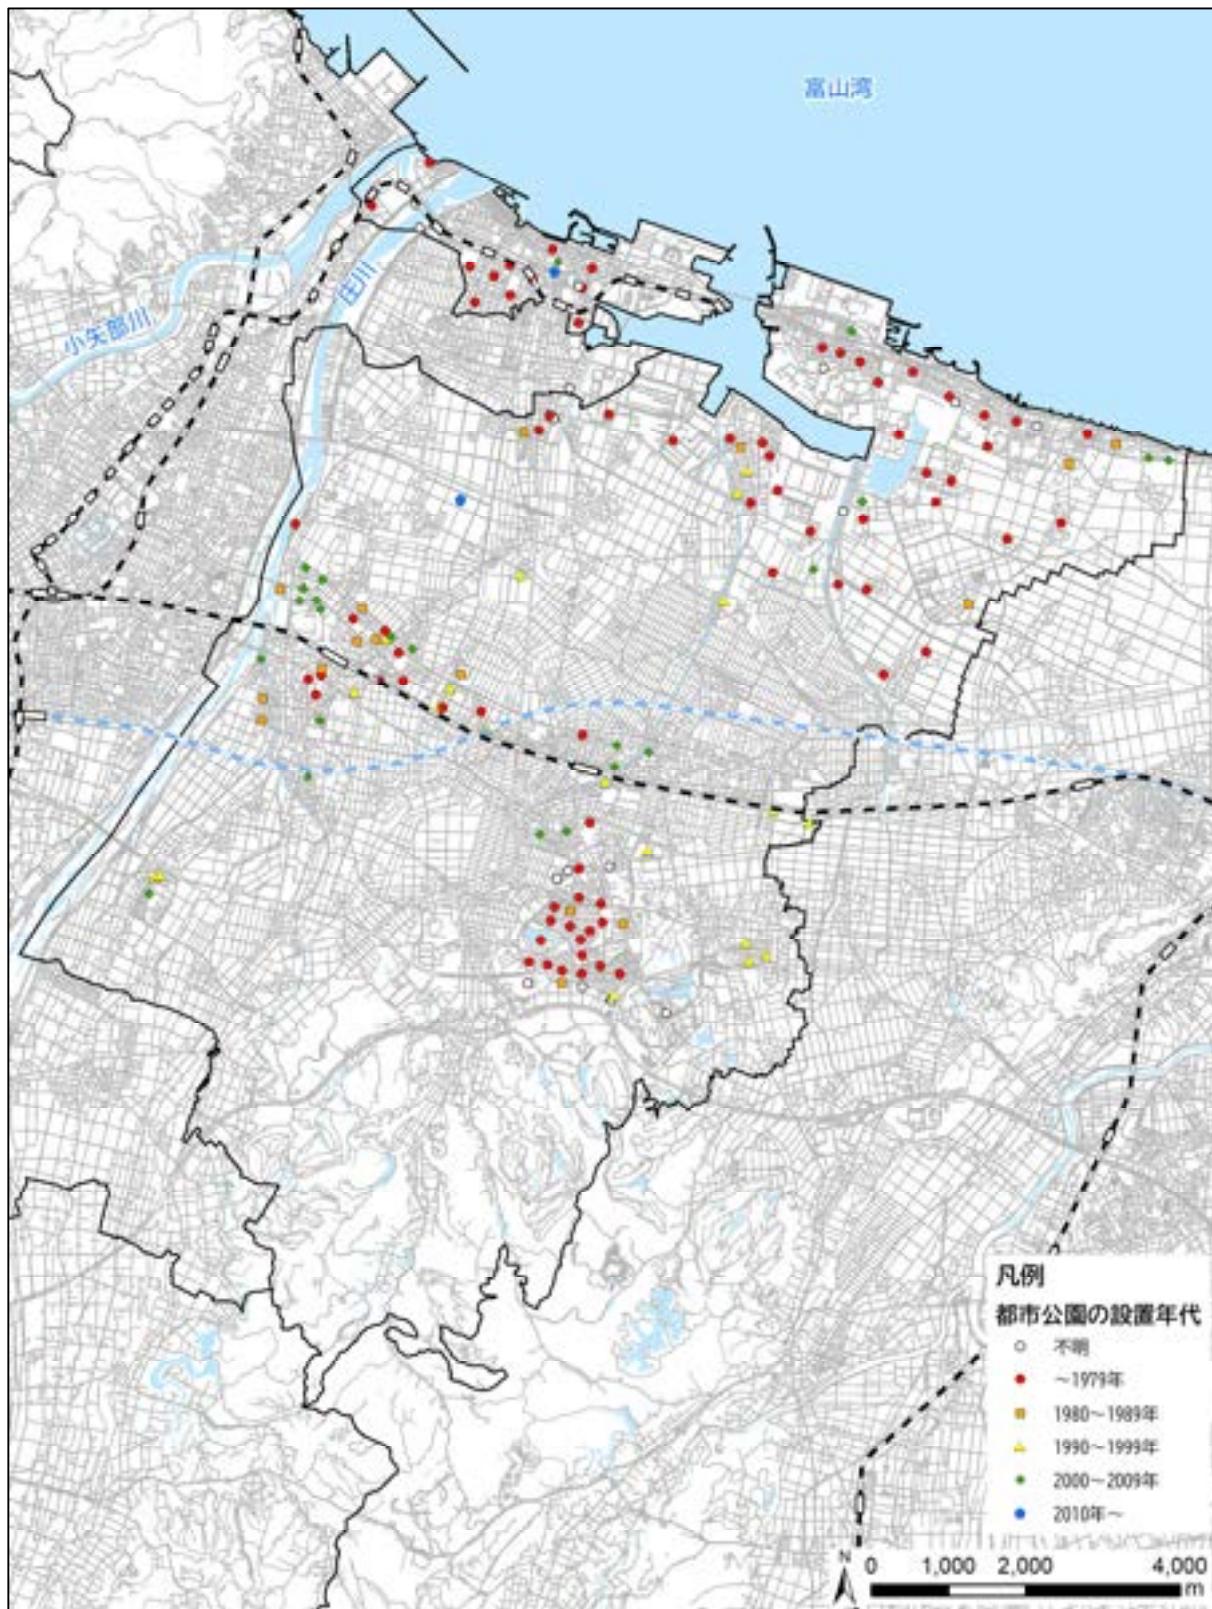 富山湾
小矢部川
庄川
凡例
都市公園の設置年代
不明
～1979年
1980～1989年
1990～1999年
2000～2009年
2010年～
N
0 1,000 2,000 4,000
m